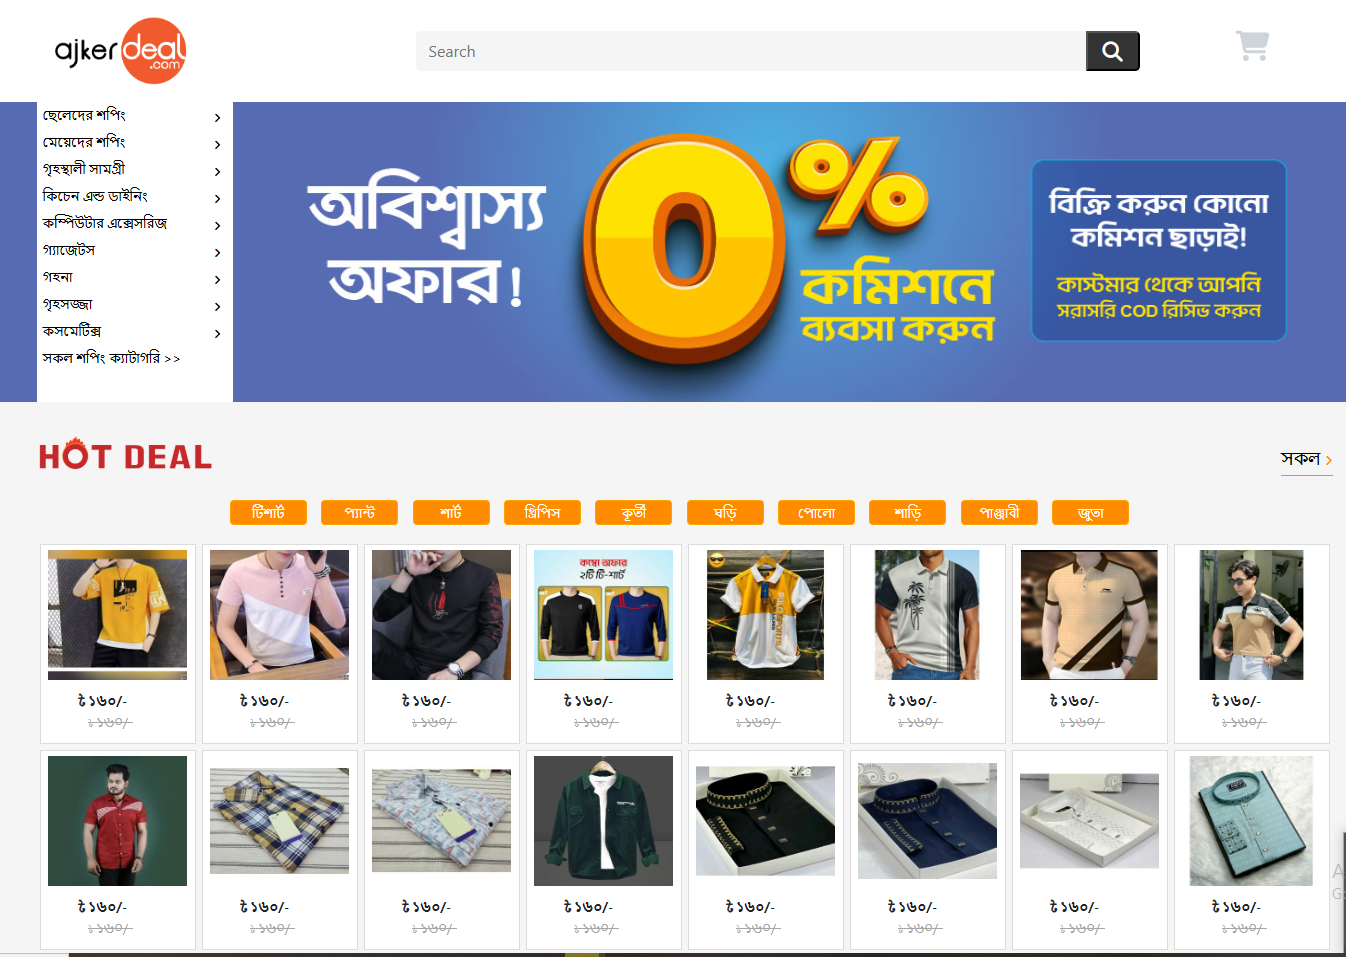 ajkerdeal
.com
Search
ছেলেদের শপিং
মেয়েদের শপিং
গৃহস্থালী সামগ্রী
কিচেন এন্ড ডাইনিং
কম্পিউটার এক্সেসরিজ
গ্যাজেটস
গহনা
গৃহসজ্জা
কসমেটিক্স
সকল শপিং ক্যাটাগরি >>
অবিশ্বাস্য
অফার!
0%
কমিশনে
ব্যবসা করুন
বিক্রি করুন কোনো
কমিশন ছাড়াই!
কাস্টমার থেকে আপনি
সরাসরি COD রিসিভ করুন
HOT DEAL
সকল >
টিশার্ট প্যান্ট শার্ট থ্রিপিস কূর্তী ঘড়ি পোলো শাড়ি পাঞ্জাবী জুতা
কম্বো অফার
২টি টি-শার্ট
৳ ১৬০/- ৳ ১৬০/- ৳ ১৬০/- ৳ ১৬০/- ৳ ১৬০/- ৳ ১৬০/- ৳ ১৬০/- ৳ ১৬০/-
৳ ১৬০/- ৳ ১৬০/- ৳ ১৬০/- ৳ ১৬০/- ৳ ১৬০/- ৳ ১৬০/- ৳ ১৬০/- ৳ ১৬০/-
৳ ১৬০/- ৳ ১৬০/- ৳ ১৬০/- ৳ ১৬০/- ৳ ১৬০/- ৳ ১৬০/- ৳ ১৬০/- ৳ ১৬০/-
৳ ১৬০/- ৳ ১৬০/- ৳ ১৬০/- ৳ ১৬০/- ৳ ১৬০/- ৳ ১৬০/- ৳ ১৬০/- ৳ ১৬০/-